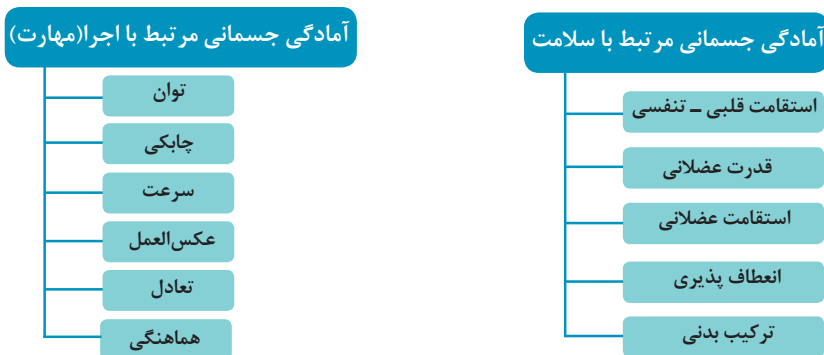 آمادگی جسمانی مرتبط با سلامت
استقامت قلبی ــ تنفسی
قدرت عضلانی
استقامت عضلانی
انعطاف پذیری
ترکیب بدنی
آمادگی جسمانی مرتبط با اجرا(مهارت)
توان
چابکی
سرعت
عکس‌العمل
تعادل
هماهنگی